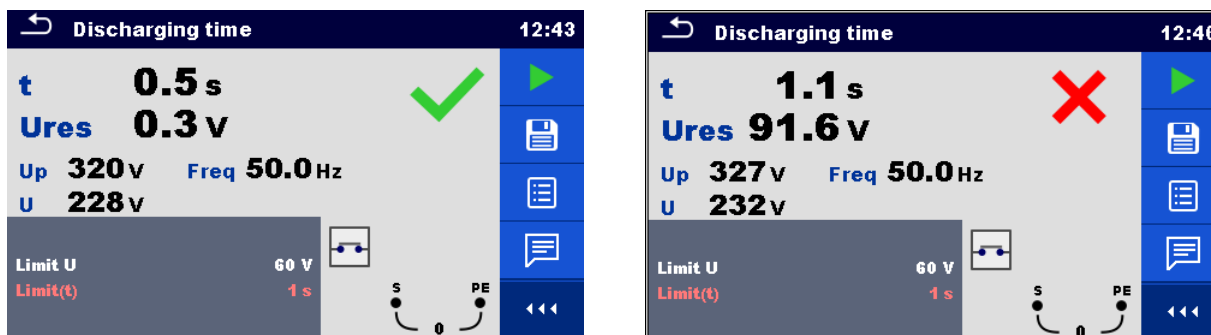 Discharging time 12:43
t 0.5 s
Ures 0.3 V
Up 320 V Freq 50.0 Hz
U 228 V
Limit U 60 V
Limit(t) 1 s
S PE
0
Discharging time 12:46
t 1.1 s
Ures 91.6 V
Up 327 V Freq 50.0 Hz
U 232 V
Limit U 60 V
Limit(t) 1 s
S PE
0